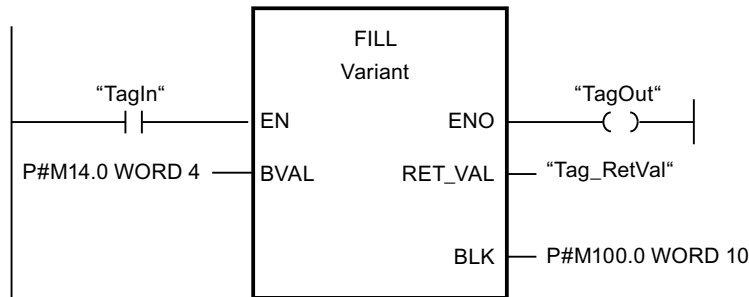 FILL
Variant
“TagIn“
“TagOut“
EN
ENO
P#M14.0 WORD 4
BVAL
RET_VAL
“Tag_RetVal“
BLK
P#M100.0 WORD 10